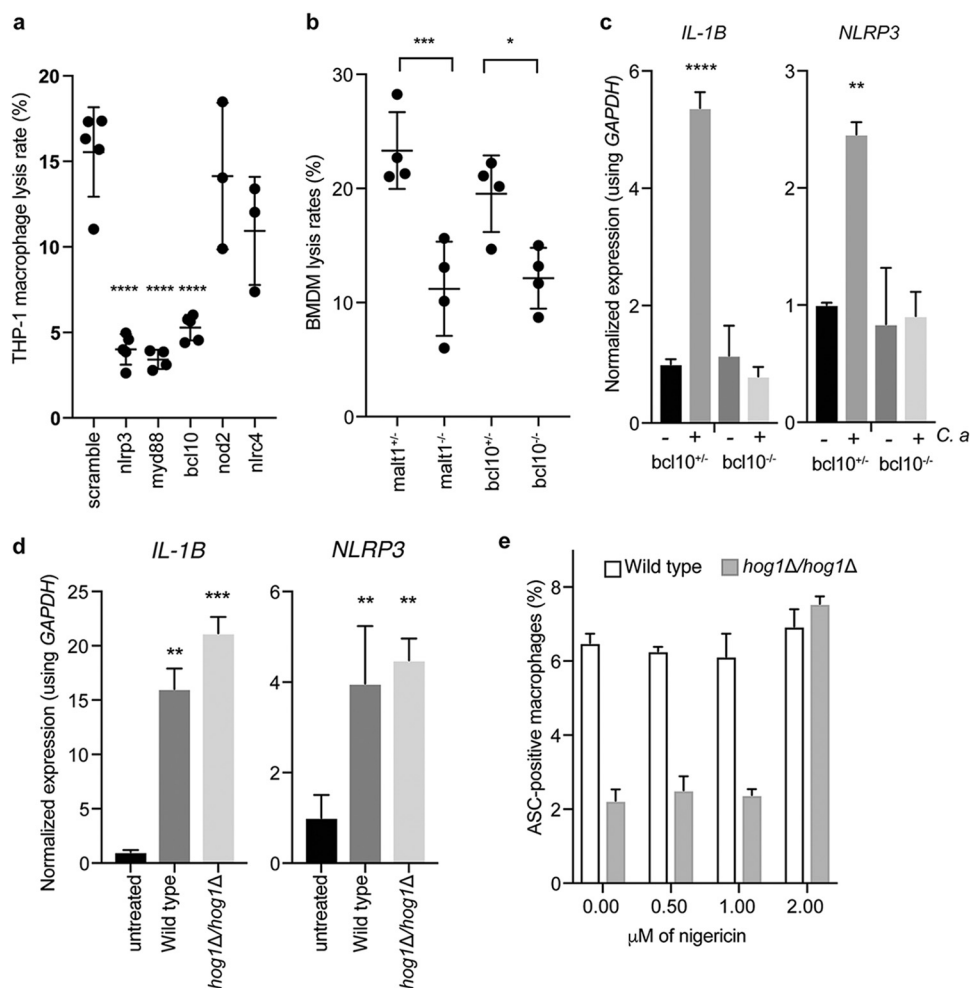 a
THP-1 macrophage lysis rate (%)
20
15
10
5
0
**** **** ****
scramble
nlrp3
myd88
bcl10
nod2
nlrc4
b
BMDM lysis rates (%)
30
20
10
0
*** *
malt1+/-
malt1-/-
bcl10+/-
bcl10-/-
c
IL-1B
Normalized expression (using GAPDH)
6
4
2
0
****
- + - +
bcl10+/- bcl10-/-
NLRP3
3
2
1
0
**
- + - + C. a
bcl10+/- bcl10-/-
d
IL-1B
Normalized expression (using GAPDH)
25
20
15
10
5
0
** ***
untreated
Wild type
hog1Δ/hog1Δ
NLRP3
6
4
2
0
** **
untreated
Wild type
hog1Δ/hog1Δ
e
Wild type hog1Δ/hog1Δ
ASC-positive macrophages (%)
8
6
4
2
0
0.00 0.50 1.00 2.00
μM of nigericin